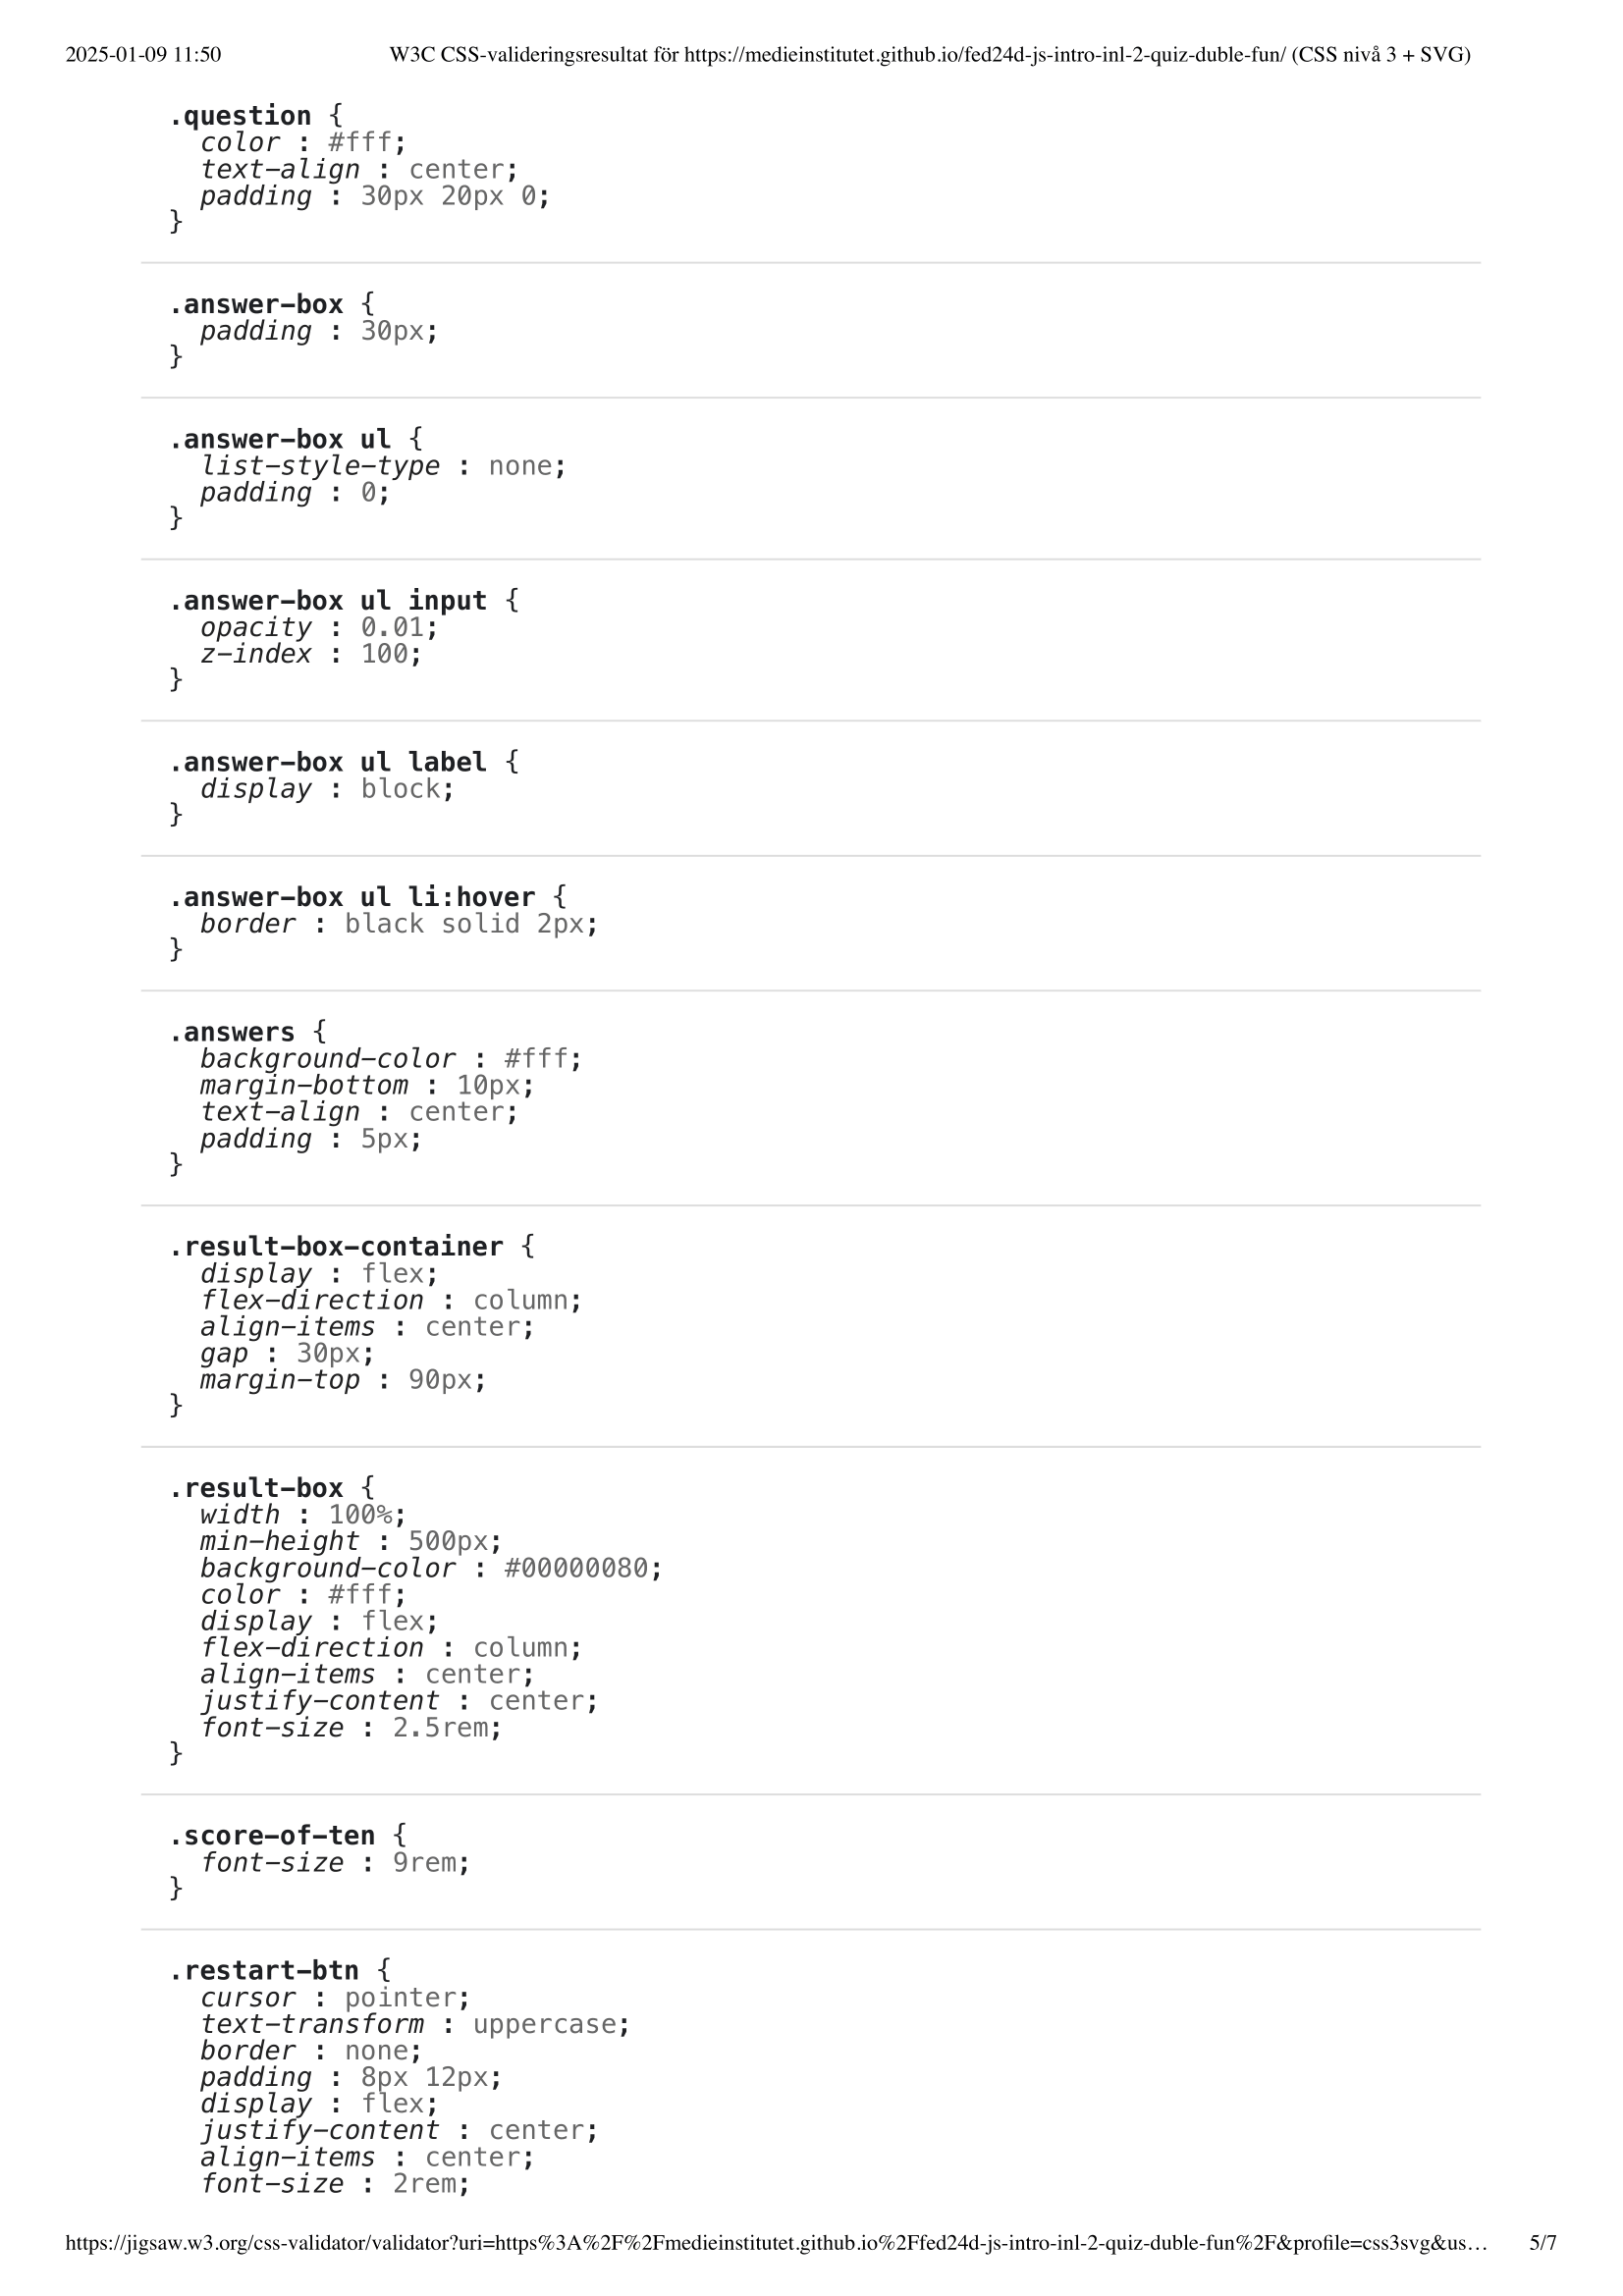 2025-01-09 11:50
W3C CSS-valideringsresultat för https://medieinstitutet.github.io/fed24d-js-intro-inl-2-quiz-duble-fun/ (CSS nivå 3 + SVG)
.question {
color : #fff;
text-align : center;
padding : 30px 20px 0;
}
.answer-box {
padding : 30px;
}
.answer-box ul {
list-style-type : none;
padding : 0;
}
.answer-box ul input {
opacity : 0.01;
z-index : 100;
}
.answer-box ul label {
display : block;
}
.answer-box ul li:hover {
border : black solid 2px;
}
.answers {
background-color : #fff;
margin-bottom : 10px;
text-align : center;
padding : 5px;
}
.result-box-container {
display : flex;
flex-direction : column;
align-items : center;
gap : 30px;
margin-top : 90px;
}
.result-box {
width : 100%;
min-height : 500px;
background-color : #00000080;
color : #fff;
display : flex;
flex-direction : column;
align-items : center;
justify-content : center;
font-size : 2.5rem;
}
.score-of-ten {
font-size : 9rem;
}
.restart-btn {
cursor : pointer;
text-transform : uppercase;
border : none;
padding : 8px 12px;
display : flex;
justify-content : center;
align-items : center;
font-size : 2rem;
https://jigsaw.w3.org/css-validator/validator?uri=https%3A%2F%2Fmedieinstitutet.github.io%2Ffed24d-js-intro-inl-2-quiz-duble-fun%2F&profile=css3svg&us…
5/7